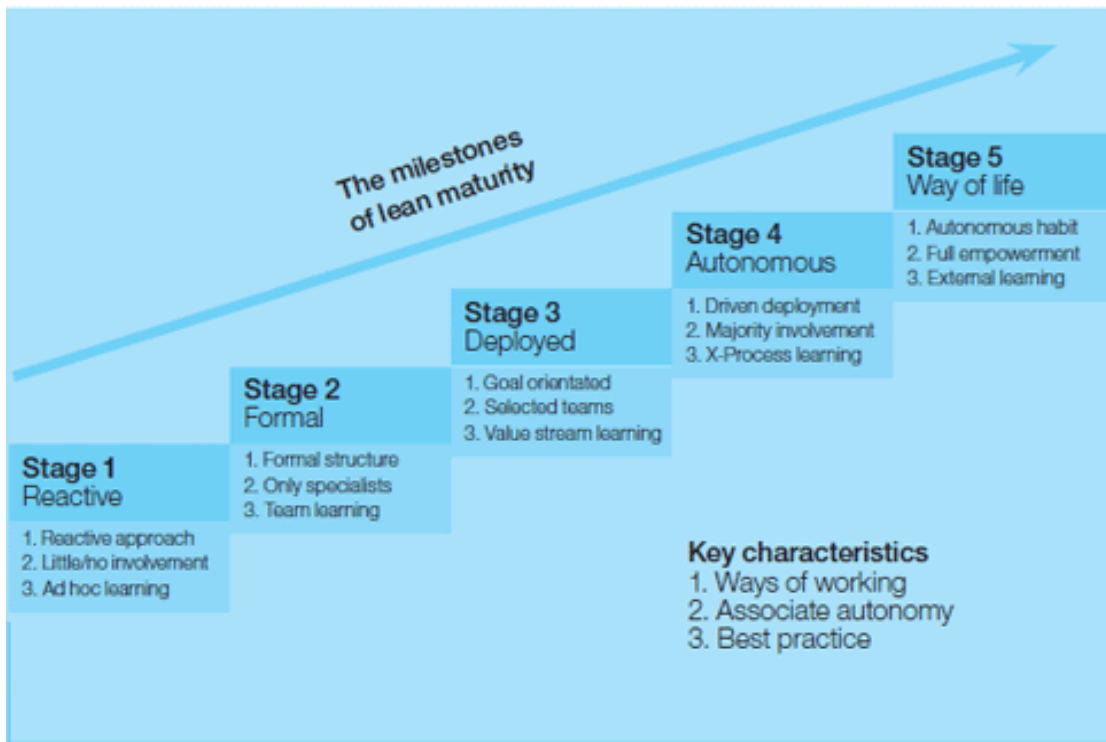 The milestones
of lean maturity
Stage 1
Reactive
1. Reactive approach
2. Little/no involvement
3. Ad hoc learning
Stage 2
Formal
1. Formal structure
2. Only specialists
3. Team learning
Stage 3
Deployed
1. Goal orientated
2. Selected teams
3. Value stream learning
Stage 4
Autonomous
1. Driven deployment
2. Majority involvement
3. X-Process learning
Stage 5
Way of life
1. Autonomous habit
2. Full empowerment
3. External learning
Key characteristics
1. Ways of working
2. Associate autonomy
3. Best practice